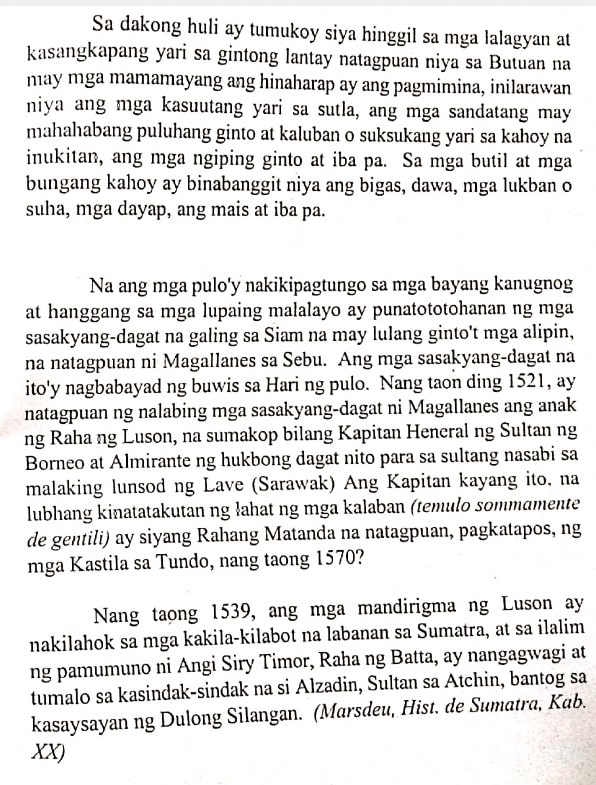 Sa dakong huli ay tumukoy siya hinggil sa mga lalagyan at
kasangkapang yari sa gintong lantay natagpuan niya sa Butuan na
may mga mamamayang ang hinaharap ay ang pagmimina, inilarawan
niya ang mga kasuutang yari sa sutla, ang mga sandatang may
mahahabang puluhang ginto at kaluban o suksukang yari sa kahoy na
inukitan, ang mga ngiping ginto at iba pa. Sa mga butil at mga
bungang kahoy ay binabanggit niya ang bigas, dawa, mga lukban o
suha, mga dayap, ang mais at iba pa.
Na ang mga pulo'y nakikipagtungo sa mga bayang kanugnog
at hanggang sa mga lupaing malalayo ay punatototohanan ng mga
sasakyang-dagat na galing sa Siam na may lulang ginto't mga alipin,
na natagpuan ni Magallanes sa Sebu. Ang mga sasakyang-dagat na
ito'y nagbabayad ng buwis sa Hari ng pulo. Nang taon ding 1521, ay
natagpuan ng nalabing mga sasakyang-dagat ni Magallanes ang anak
ng Raha ng Luson, na sumakop bilang Kapitan Heneral ng Sultan ng
Borneo at Almirante ng hukbong dagat nito para sa sultang nasabi sa
malaking lunsod ng Lave (Sarawak) Ang Kapitan kayang ito. na
lubhang kinatatakutan ng lahat ng mga kalaban (temulo sommamente
de gentili) ay siyang Rahang Matanda na natagpuan, pagkatapos, ng
mga Kastila sa Tundo, nang taong 1570?
Nang taong 1539, ang mga mandirigma ng Luson ay
nakilahok sa mga kakila-kilabot na labanan sa Sumatra, at sa ilalim
ng pamumuno ni Angi Siry Timor, Raha ng Batta, ay nangagwagi at
tumalo sa kasindak-sindak na si Alzadin, Sultan sa Atchin, bantog sa
kasaysayan ng Dulong Silangan. (Marsdeu, Hist. de Sumatra, Kab.
XX)